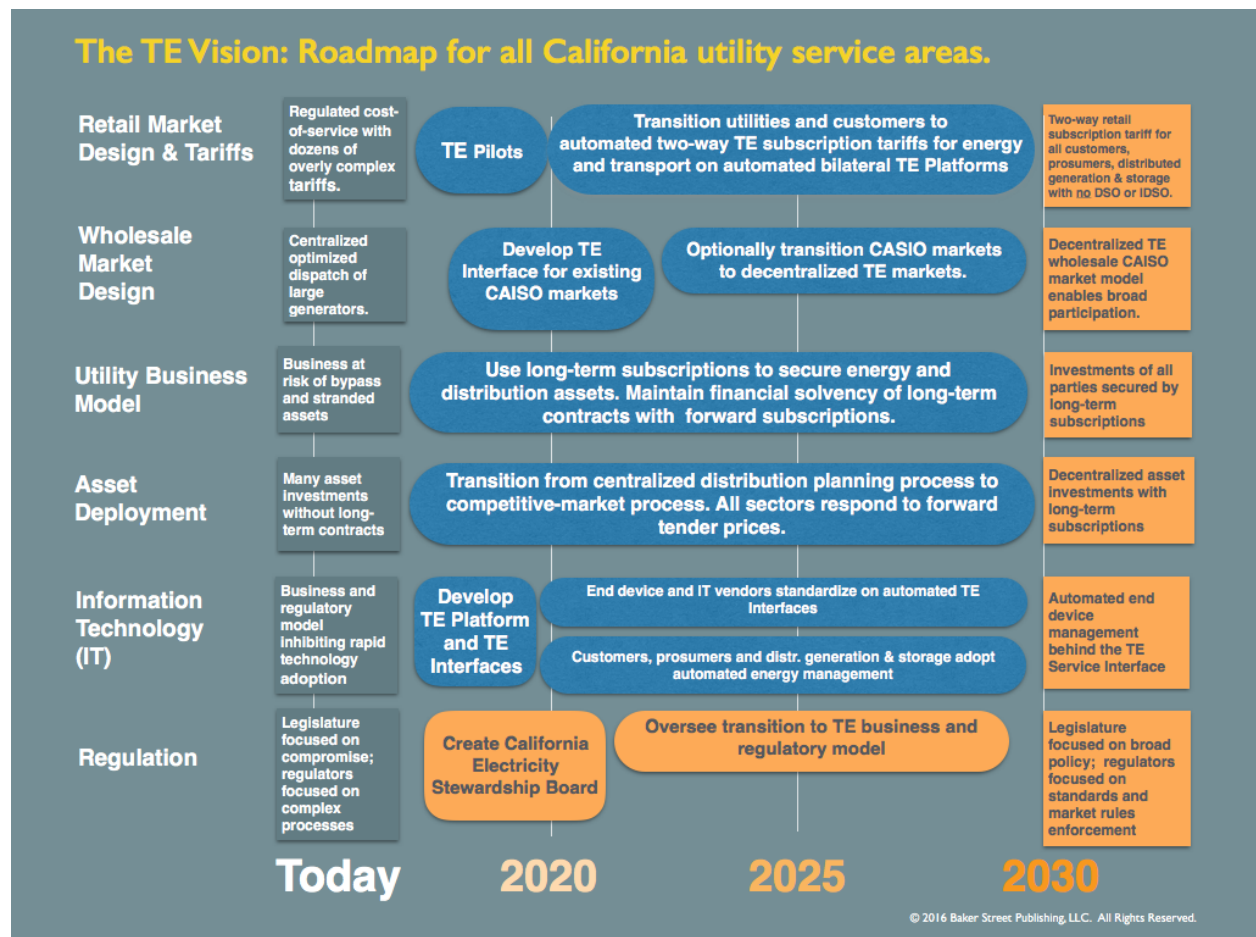 The TE Vision: Roadmap for all California utility service areas.
Retail Market
Design & Tariffs
Regulated cost-
of-service with
dozens of
overly complex
tariffs.
TE Pilots
Transition utilities and customers to
automated two-way TE subscription tariffs for energy
and transport on automated bilateral TE Platforms
Two-way retail
subscription tariff for
all customers,
prosumers, distributed
generation & storage
with no DSO or IDSO.
Wholesale
Market
Design
Centralized
optimized
dispatch of
large
generators.
Develop TE
Interface for existing
CAISO markets
Optionally transition CASIO markets
to decentralized TE markets.
Decentralized TE
wholesale CAISO
market model
enables broad
participation.
Utility Business
Model
Business at
risk of bypass
and stranded
assets
Use long-term subscriptions to secure energy and
distribution assets. Maintain financial solvency of long-term
contracts with forward subscriptions.
Investments of all
parties secured by
long-term
subscriptions
Asset
Deployment
Many asset
investments
without long-
term contracts
Transition from centralized distribution planning process to
competitive-market process. All sectors respond to forward
tender prices.
Decentralized asset
investments with
long-term
subscriptions
Information
Technology
(IT)
Business and
regulatory
model
inhibiting rapid
technology
adoption
Develop
TE Platform
and TE
Interfaces
End device and IT vendors standardize on automated TE
Interfaces
Customers, prosumers and distr. generation & storage adopt
automated energy management
Automated end
device
management
behind the TE
Service Interface
Regulation
Legislature
focused on
compromise;
regulators
focused on
complex
processes
Create California
Electricity
Stewardship Board
Oversee transition to TE business and
regulatory model
Legislature
focused on broad
policy; regulators
focused on
standards and
market rules
enforcement
Today
2020
2025
2030
© 2016 Baker Street Publishing, LLC. All Rights Reserved.